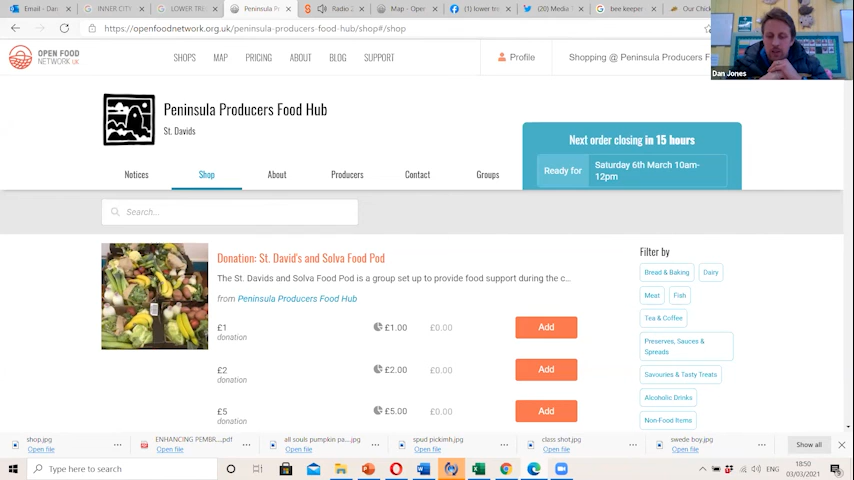 Email - Dan
INNER CITY
LOWER TRE
Peninsula P
Radio 2
Map - Open
(1) lower tre
(2) Media
bee keeper
Our Chick
https://openfoodnetwork.org.uk/peninsula-producers-food-hub/shop#/shop
OPEN FOOD
NETWORK UK
SHOPS
MAP
PRICING
ABOUT
BLOG
SUPPORT
Profile
Shopping @ Peninsula Producers F
Dan Jones
Peninsula Producers Food Hub
St. Davids
Next order closing in 15 hours
Ready for
Saturday 6th March 10am-
12pm
Notices
Shop
About
Producers
Contact
Groups
Search...
Donation: St. David's and Solva Food Pod
The St. Davids and Solva Food Pod is a group set up to provide food support during the c...
from Peninsula Producers Food Hub
£1
donation
£1.00
£0.00
Add
£2
donation
£2.00
£0.00
Add
£5
donation
£5.00
£0.00
Add
Filter by
Bread & Baking
Dairy
Meat
Fish
Tea & Coffee
Preserves, Sauces &
Spreads
Savouries & Tasty Treats
Alcoholic Drinks
Non-Food Items
shop.jpg
Open file
ENHANCING PEMBR....pdf
Open file
all souls pumpkin pa....jpg
Open file
spud pickimh.jpg
Open file
class shot.jpg
Open file
swede boy.jpg
Open file
Show all
Type here to search
ENG
18:50
03/03/2021